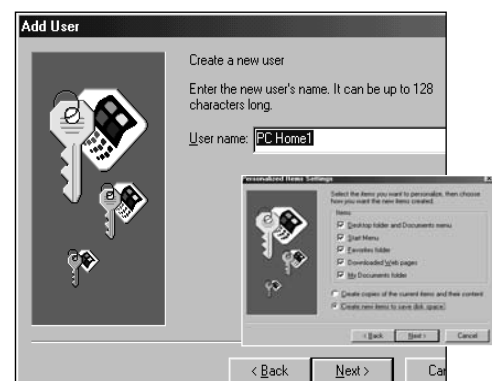 Add User
Create a new user
Enter the new user's name. It can be up to 128
characters long.
User name: PC Home1
Personalized Items Settings
Select the items you want to personalize, then choose
how you want the new items created.
Items
Desktop folder and Documents menu
Start Menu
Favorites folder
Downloaded Web pages
My Documents folder
Create copies of the current items and their content
Create new items to save disk space
< Back Next > Cancel
< Back Next > Can